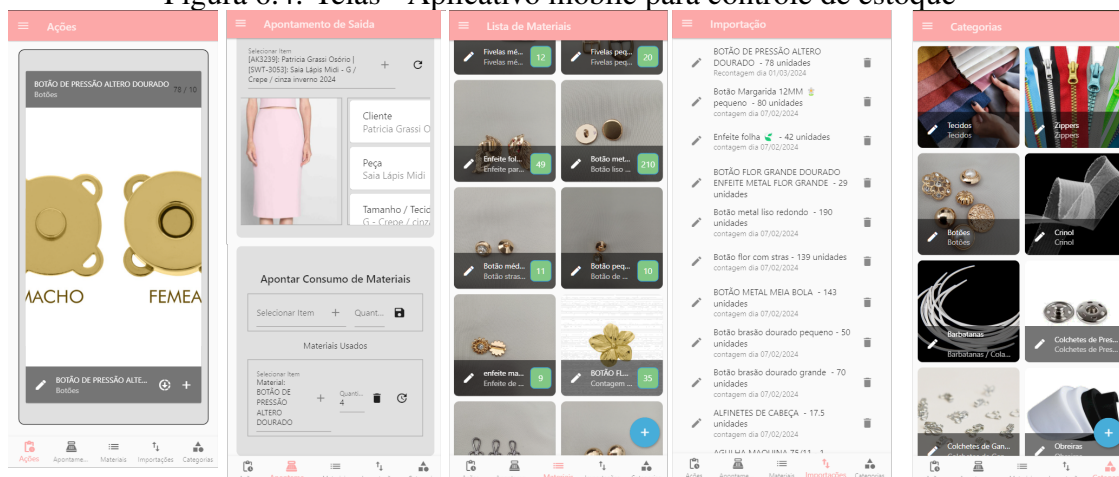 Figura 6.4: Telas - Aplicativo mobile para controle de estoque
Ações
BOTÃO DE PRESSÃO ALTERO DOURADO
Botões
78 / 10
MACHO
FEMEA
BOTÃO DE PRESSÃO ALTE...
Botões
Ações
Apontame...
Materiais
Importações
Categorias
Apontamento de Saida
Selecionar Item
[AK3239]: Patricia Grassi Osório |
[SWT-3053]: Saia Lápis Midi - G /
Crepe / cinza inverno 2024
Cliente
Patricia Grassi O
Peça
Saia Lápis Midi
Tamanho / Tecid
G - Crepe / cinz
Apontar Consumo de Materiais
Selecionar Item
Quant...
Materiais Usados
Selecionar Item
Material:
BOTÃO DE
PRESSÃO
ALTERO
DOURADO
Quanti...
4
Lista de Materiais
Fivelas mé...
Fivelas mé...
12
Fivelas peq...
Fivelas peq...
20
Enfeite fol...
Enfeite par...
49
Botão met...
Botão liso ...
210
Botão méd...
Botão stras...
11
Botão peq...
Botão de ...
10
enfeite ma...
Enfeite de ...
9
BOTÃO FL...
Contagem ...
35
Importação
BOTÃO DE PRESSÃO ALTERO
DOURADO - 78 unidades
Recontagem dia 01/03/2024
Botão Margarida 12MM
pequeno - 80 unidades
contagem dia 07/02/2024
Enfeite folha - 42 unidades
contagem dia 07/02/2024
BOTÃO FLOR GRANDE DOURADO
ENFEITE METAL FLOR GRANDE - 29
unidades
Botão metal liso redondo - 190
unidades
contagem dia 07/02/2024
Botão flor com stras - 139 unidades
contagem dia 07/02/2024
BOTÃO METAL MEIA BOLA - 143
unidades
contagem dia 07/02/2024
Botão brasão dourado pequeno - 50
unidades
contagem dia 07/02/2024
Botão brasão dourado grande - 70
unidades
contagem dia 07/02/2024
ALFINETES DE CABEÇA - 17.5
unidades
contagem dia 07/02/2024
AGULHA MAQUINA 75/11 - 1
Ações
Apontame...
Materiais
Importações
Categorias
Categorias
Tecidos
Tecidos
Zippers
Zippers
Botões
Botões
Crinol
Crinol
Barbatanas
Barbatanas / Cola...
Colchetes de Pres...
Colchetes de Pres...
Colchetes de Gan...
Obreiras